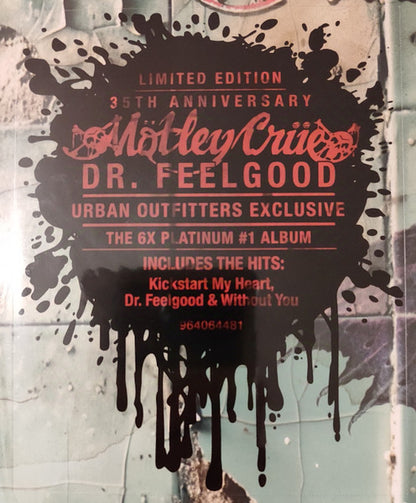 LIMITED EDITION
35TH ANNIVERSARY
Mötley Crüe
DR. FEELGOOD
URBAN OUTFITTERS EXCLUSIVE
THE 6X PLATINUM #1 ALBUM
INCLUDES THE HITS:
Kickstart My Heart,
Dr. Feelgood & Without You
964064481